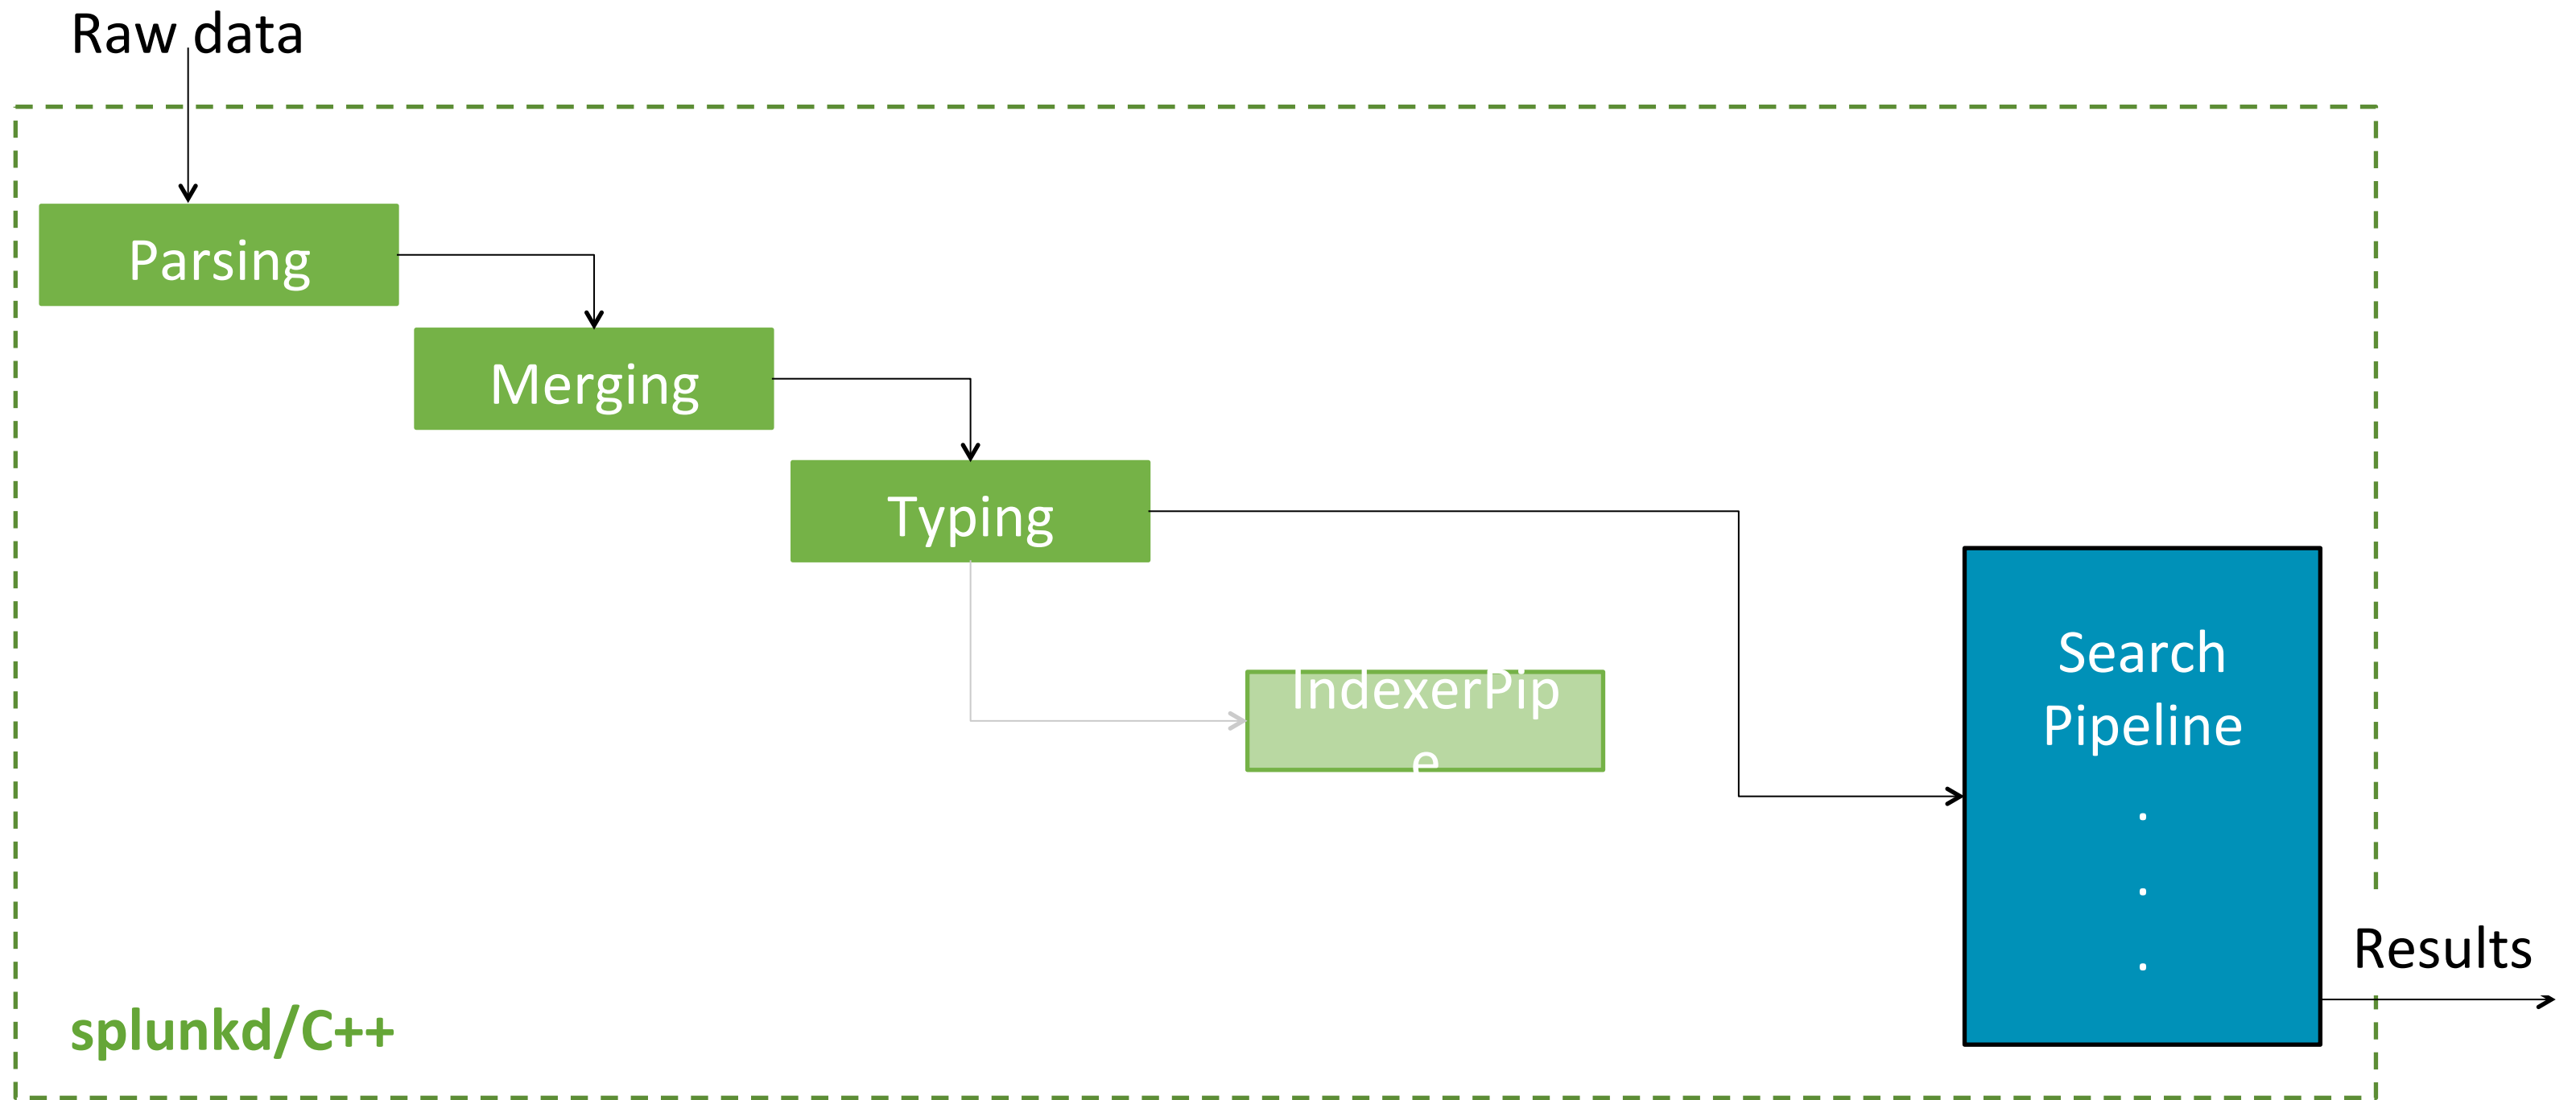 Raw data
Parsing
Merging
Typing
IndexerPip
e
Search
Pipeline
.
.
.
Results
splunkd/C++